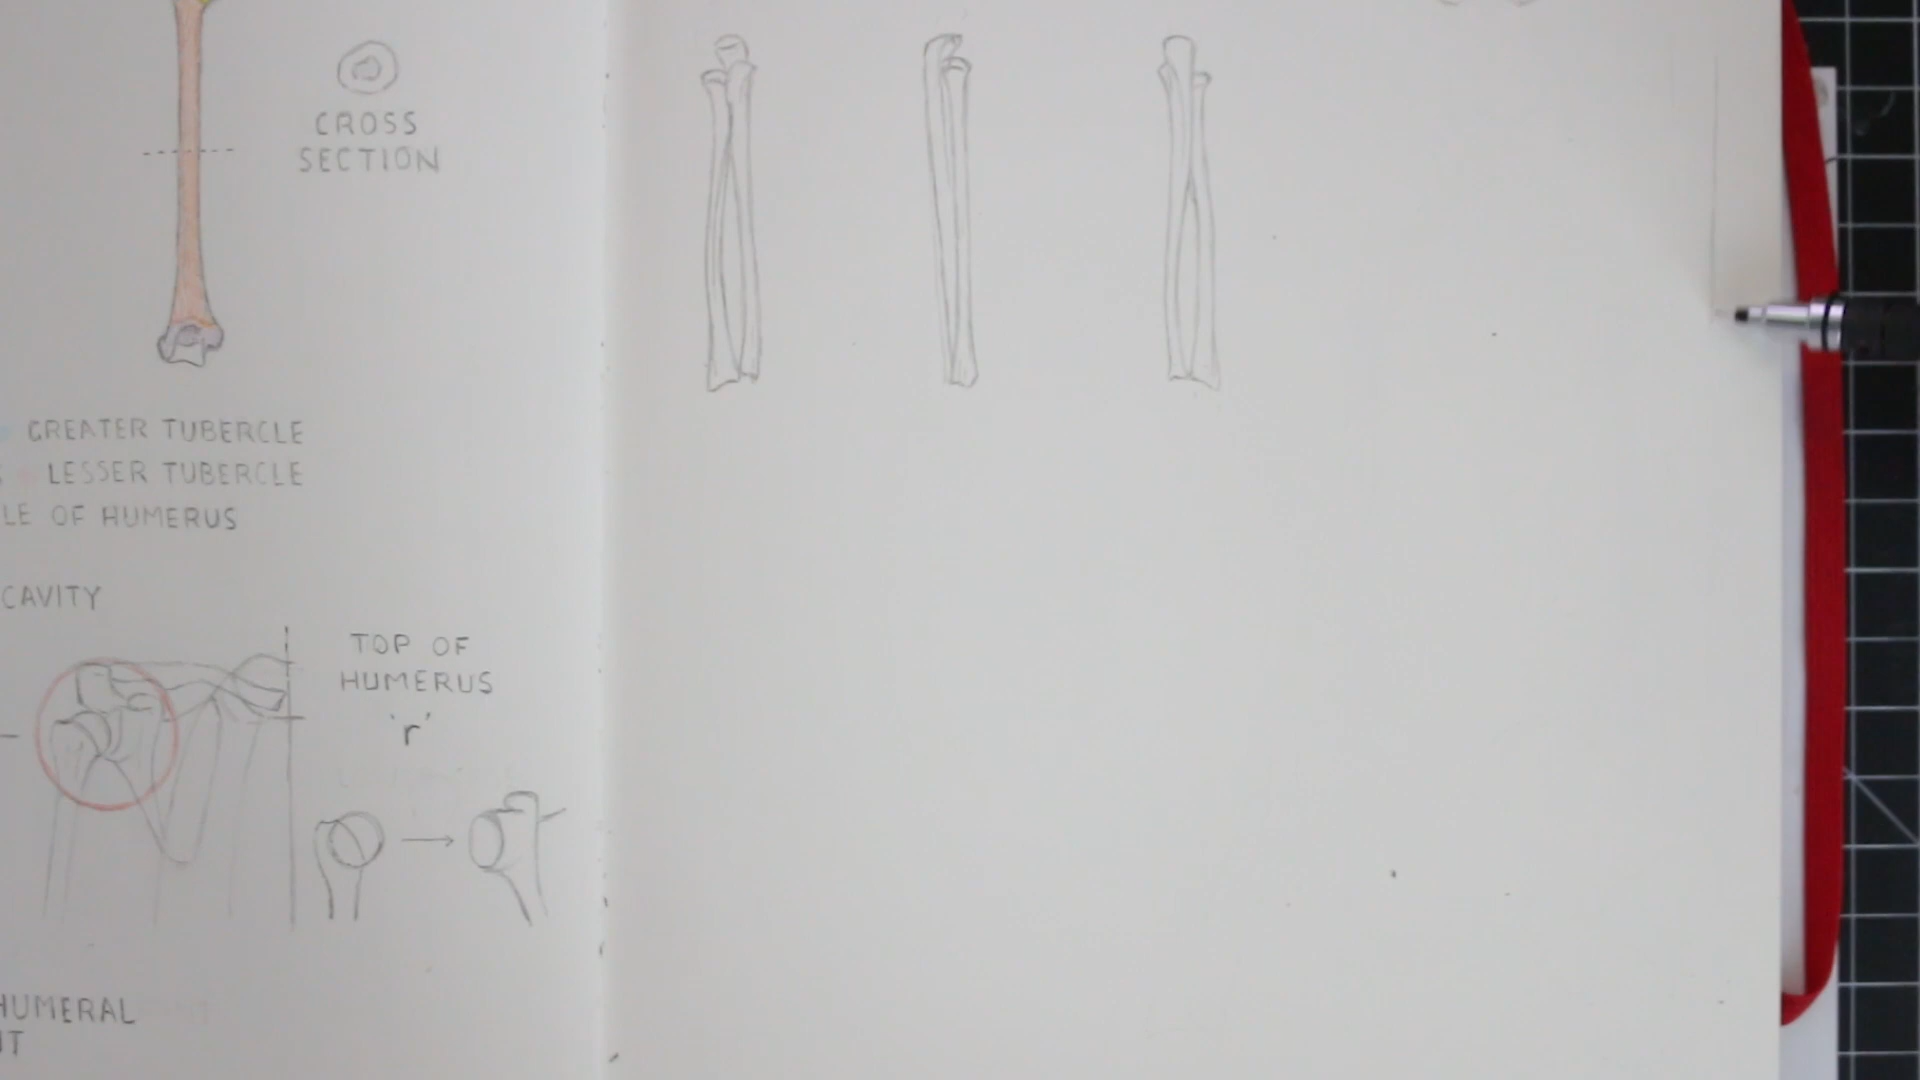 CROSS
SECTION
GREATER TUBERCLE
LESSER TUBERCLE
LE OF HUMERUS
CAVITY
TOP OF
HUMERUS
'r'
HUMERAL
IT